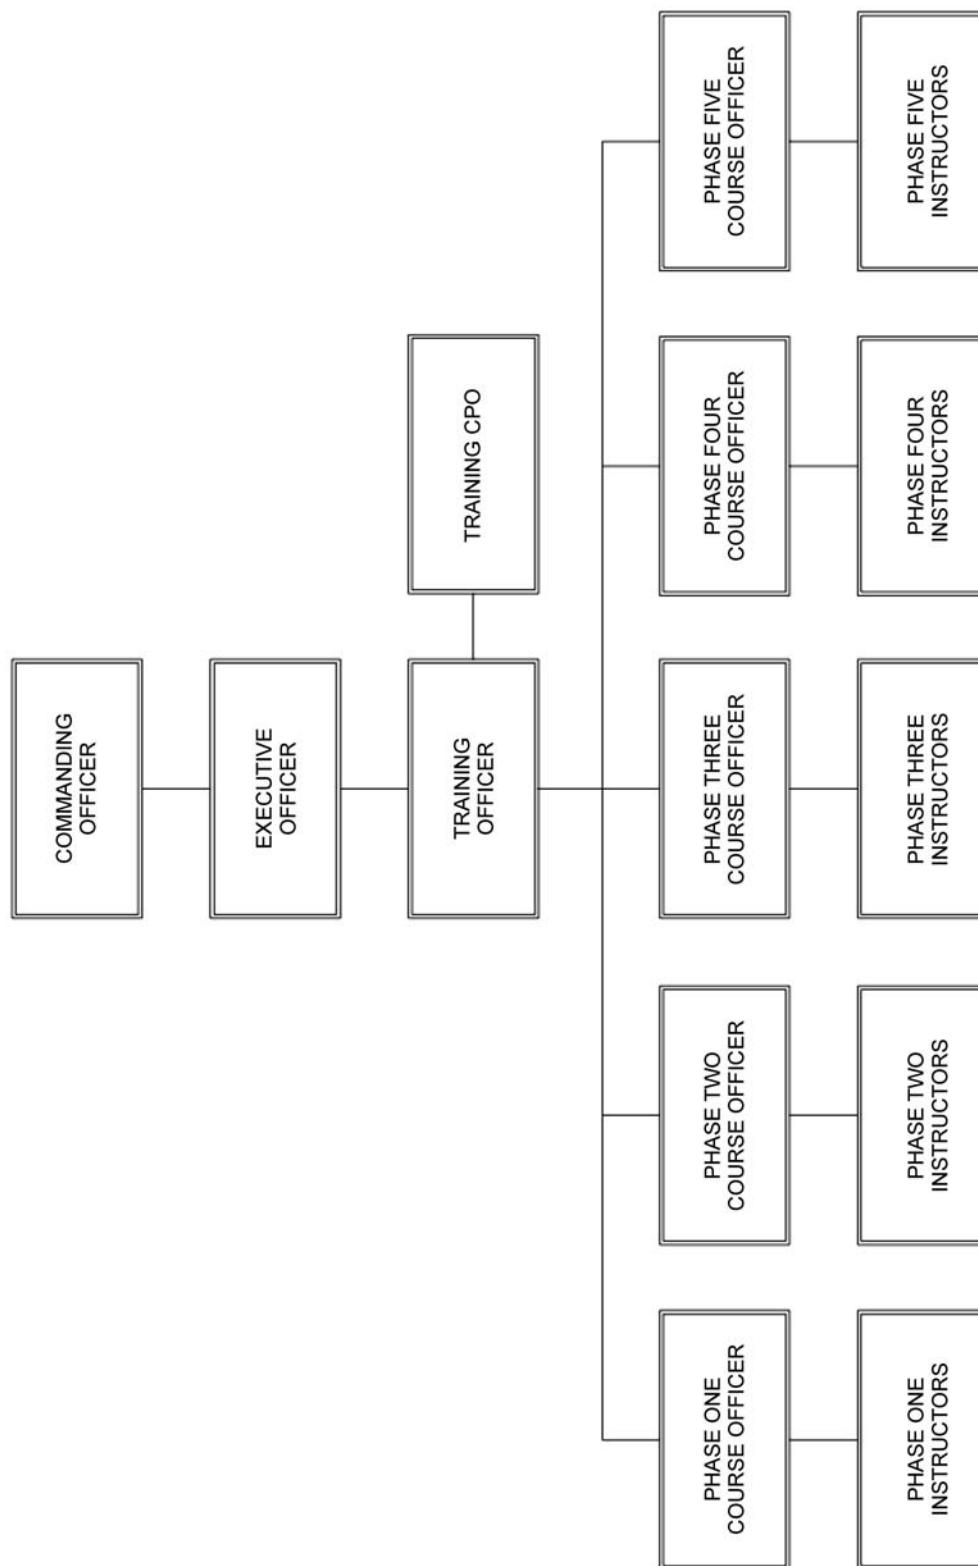 COMMANDING
OFFICER
EXECUTIVE
OFFICER
TRAINING
OFFICER
TRAINING CPO
PHASE ONE
COURSE OFFICER
PHASE TWO
COURSE OFFICER
PHASE THREE
COURSE OFFICER
PHASE FOUR
COURSE OFFICER
PHASE FIVE
COURSE OFFICER
PHASE ONE
INSTRUCTORS
PHASE TWO
INSTRUCTORS
PHASE THREE
INSTRUCTORS
PHASE FOUR
INSTRUCTORS
PHASE FIVE
INSTRUCTORS